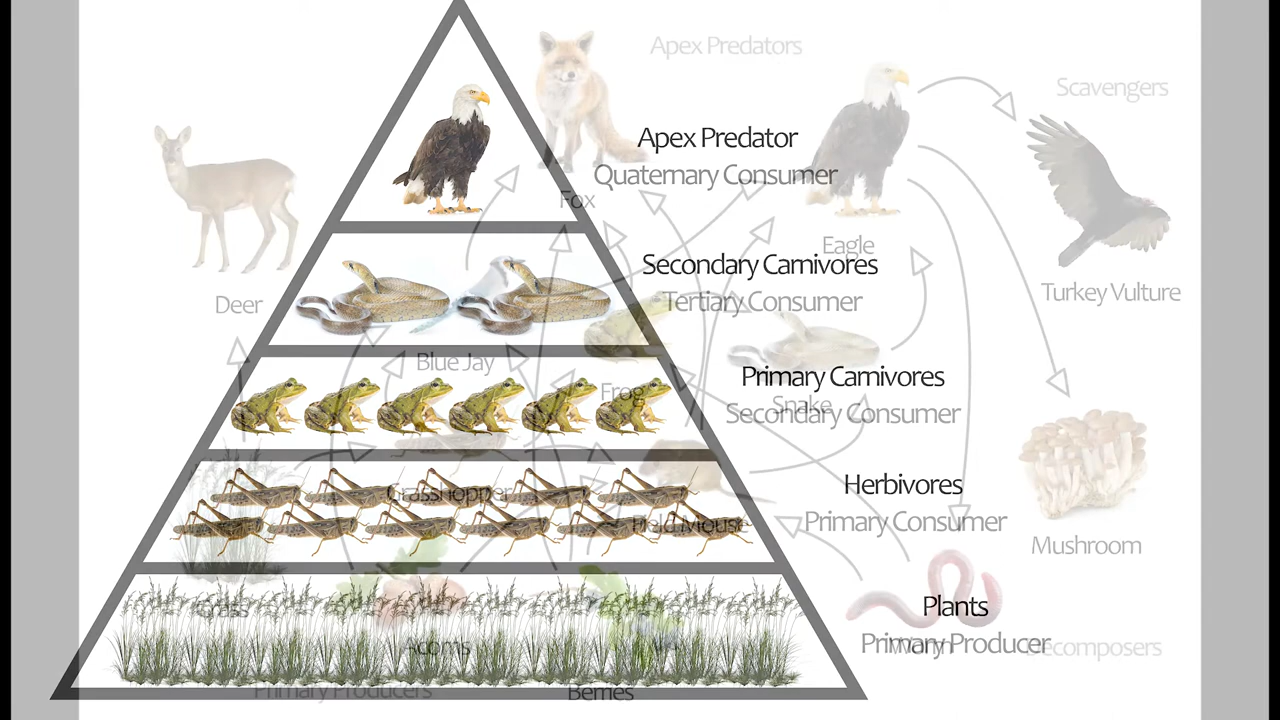 Apex Predators
Scavengers
Apex Predator
Quaternary Consumer
Fox
Eagle
Secondary Carnivores
Tertiary Consumer
Turkey Vulture
Deer
Blue Jay
Primary Carnivores
Frog
Snake
Secondary Consumer
Herbivores
Grasshopper
Primary Consumer
Field Mouse
Mushroom
Plants
Grass
Primary Producer
Acorns
Decomposers
Primary Producers
Berries